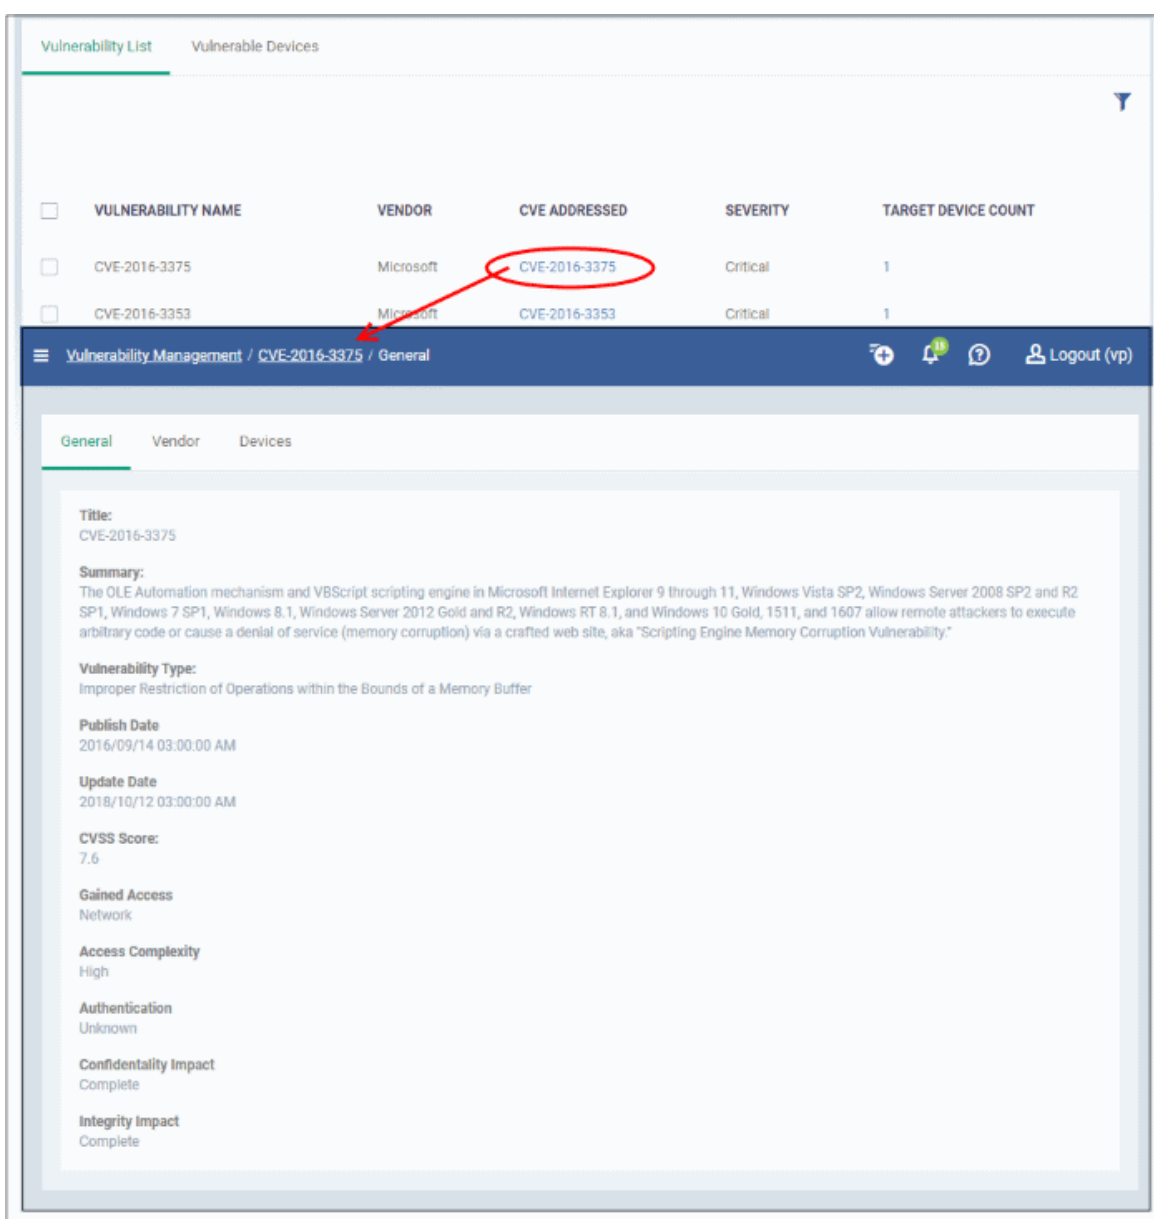 Vulnerability List Vulnerable Devices
VULNERABILITY NAME VENDOR CVE ADDRESSED SEVERITY TARGET DEVICE COUNT
CVE-2016-3375 Microsoft CVE-2016-3375 Critical 1
CVE-2016-3353 Microsoft CVE-2016-3353 Critical 1
Vulnerability Management / CVE-2016-3375 / General Logout (vp)
General Vendor Devices
Title:
CVE-2016-3375
Summary:
The OLE Automation mechanism and VBScript scripting engine in Microsoft Internet Explorer 9 through 11, Windows Vista SP2, Windows Server 2008 SP2 and R2
SP1, Windows 7 SP1, Windows 8.1, Windows Server 2012 Gold and R2, Windows RT 8.1, and Windows 10 Gold, 1511, and 1607 allow remote attackers to execute
arbitrary code or cause a denial of service (memory corruption) via a crafted web site, aka "Scripting Engine Memory Corruption Vulnerability."
Vulnerability Type:
Improper Restriction of Operations within the Bounds of a Memory Buffer
Publish Date
2016/09/14 03:00:00 AM
Update Date
2018/10/12 03:00:00 AM
CVSS Score:
7.6
Gained Access
Network
Access Complexity
High
Authentication
Unknown
Confidentality Impact
Complete
Integrity Impact
Complete